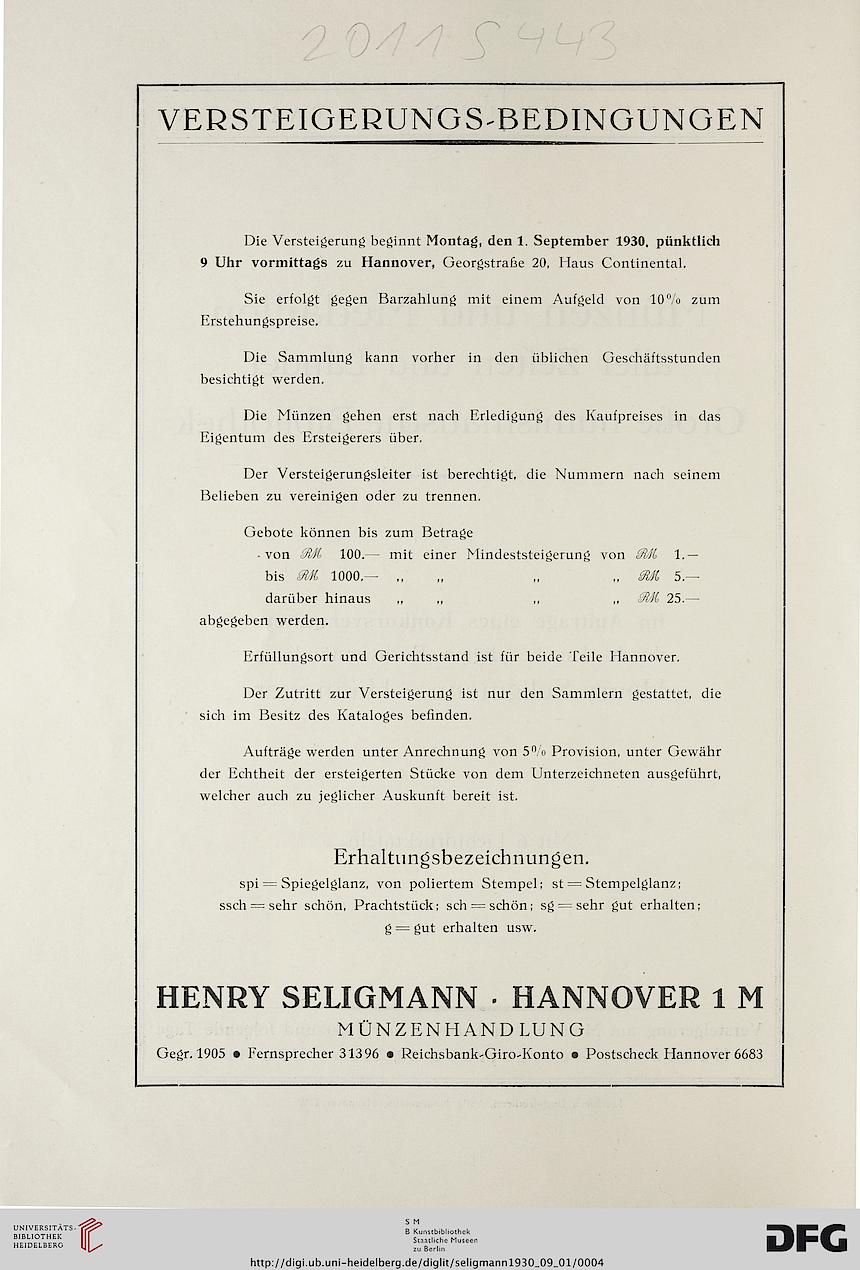 2011 S 443
VERSTEIGERUNGS-BEDINGUNGEN
Die Versteigerung beginnt Montag, den 1. September 1930, pünktlich
9 Uhr vormittags zu Hannover, Georgstraße 20, Haus Continental.
Sie erfolgt gegen Barzahlung mit einem Aufgeld von 10% zum
Erstehungspreise.
Die Sammlung kann vorher in den üblichen Geschäftsstunden
besichtigt werden.
Die Münzen gehen erst nach Erledigung des Kaufpreises in das
Eigentum des Ersteigerers über.
Der Versteigerungsleiter ist berechtigt, die Nummern nach seinem
Belieben zu vereinigen oder zu trennen.
Gebote können bis zum Betrage
von RM 100.— mit einer Mindeststeigerung von RM 1.—
bis RM 1000.— „ „ „ „ RM 5.—
darüber hinaus „ „ „ „ RM 25.—
abgegeben werden.
Erfüllungsort und Gerichtsstand ist für beide Teile Hannover.
Der Zutritt zur Versteigerung ist nur den Sammlern gestattet, die
sich im Besitz des Kataloges befinden.
Aufträge werden unter Anrechnung von 5% Provision, unter Gewähr
der Echtheit der ersteigerten Stücke von dem Unterzeichneten ausgeführt,
welcher auch zu jeglicher Auskunft bereit ist.
Erhaltungsbezeichnungen.
spi = Spiegelglanz, von poliertem Stempel; st = Stempelglanz;
ssch = sehr schön, Prachtstück; sch = schön; sg = sehr gut erhalten;
g = gut erhalten usw.
HENRY SELIGMANN · HANNOVER 1 M
MÜNZENHANDLUNG
Gegr. 1905 • Fernsprecher 31396 • Reichsbank-Giro-Konto • Postscheck Hannover 6683
UNIVERSITÄTS-
BIBLIOTHEK
HEIDELBERG
S M
B Kunstbibliothek
Staatliche Museen
zu Berlin
DFG
http://digi.ub.uni-heidelberg.de/diglit/seligmann1930_09_01/0004